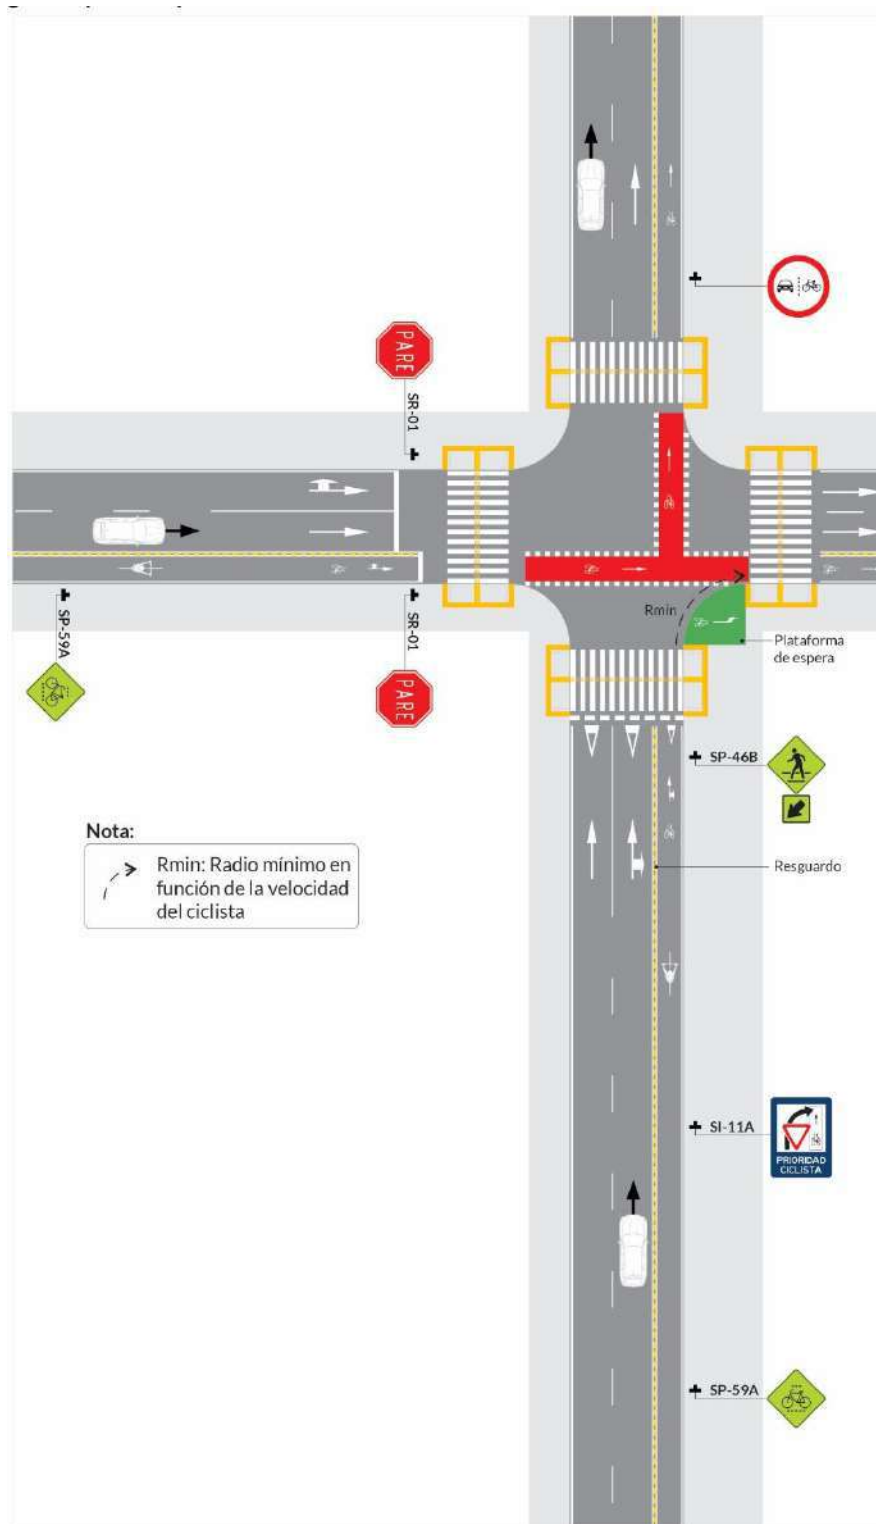 PARE
SR-01
Rmin
Plataforma
de espera
SP-59A
SR-01
PARE
SP-46B
Nota:
Rmin: Radio mínimo en
función de la velocidad
del ciclista
Resguardo
SI-11A
PRIORIDAD
CICLISTA
SP-59A